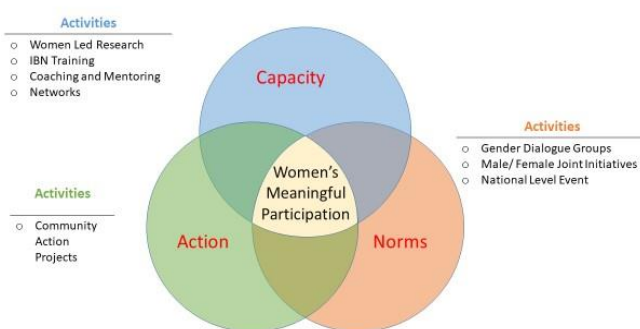 Activities
o Women Led Research
o IBN Training
o Coaching and Mentoring
o Networks
Capacity
Activities
o Gender Dialogue Groups
o Male/ Female Joint Initiatives
o National Level Event
Women's
Meaningful
Participation
Activities
o Community
Action
Projects
Action
Norms